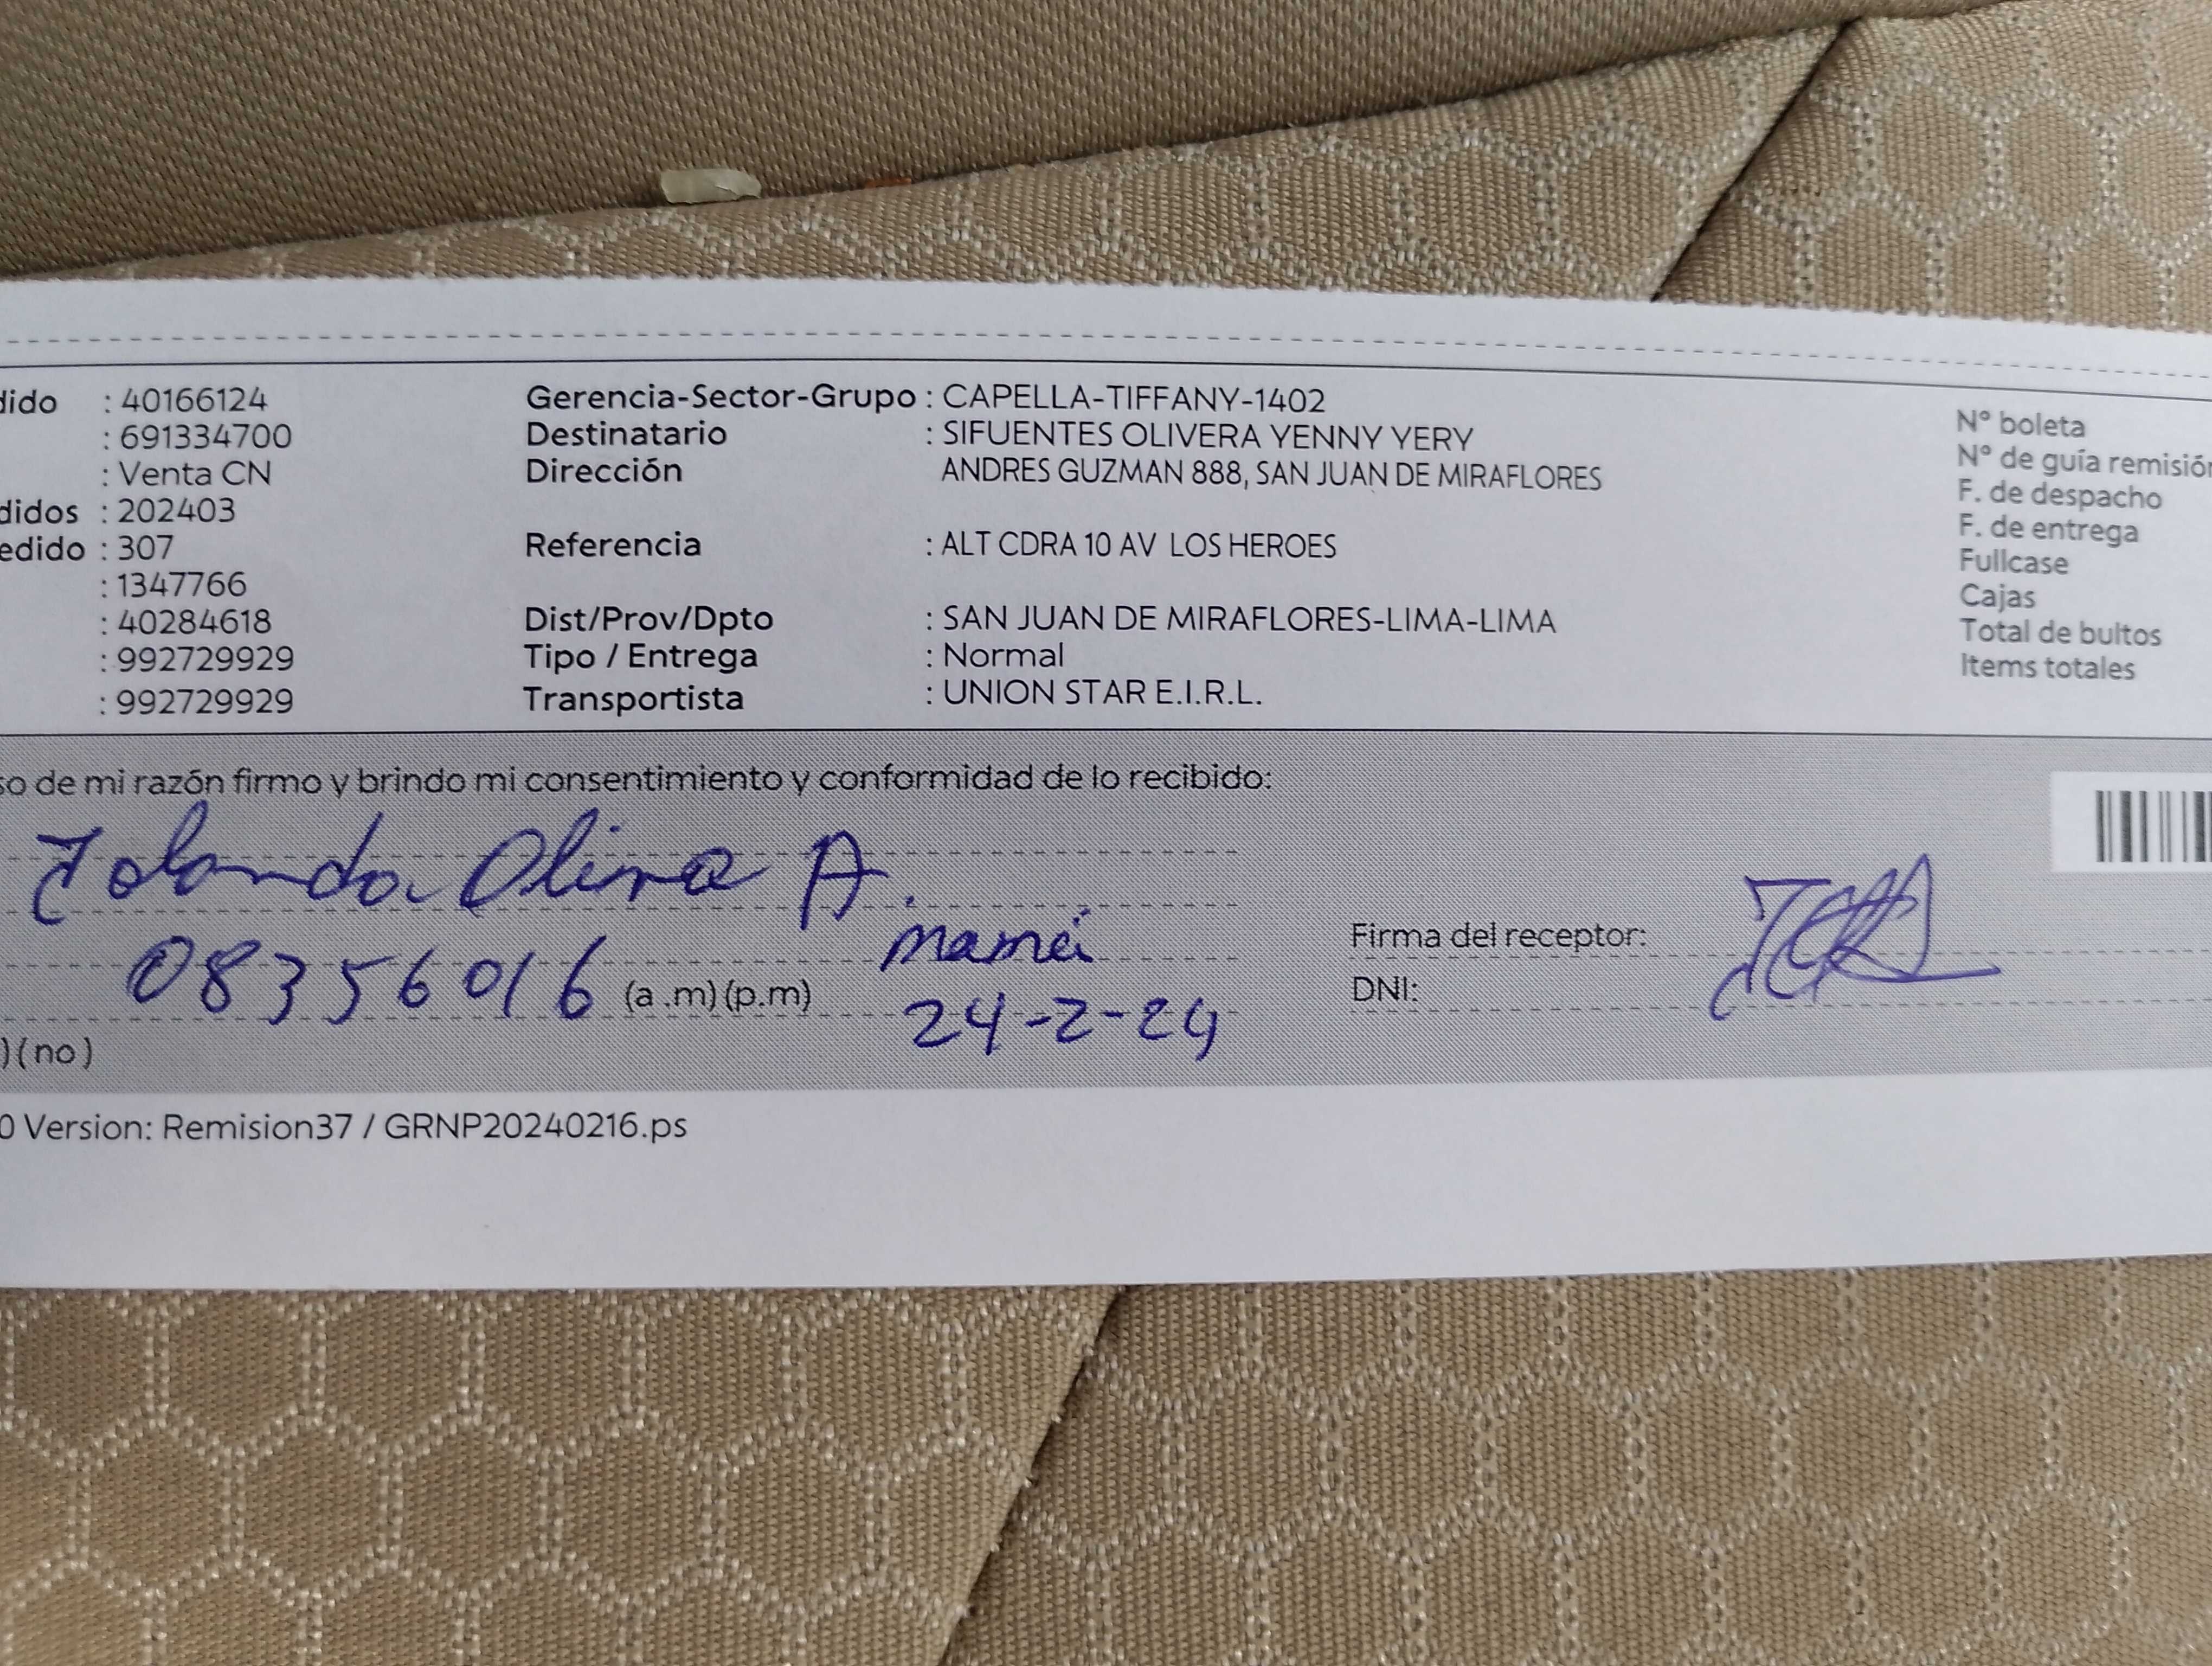 dido : 40166124 Gerencia-Sector-Grupo : CAPELLA-TIFFANY-1402
: 691334700 Destinatario : SIFUENTES OLIVERA YENNY YERY N° boleta
: Venta CN Dirección ANDRES GUZMAN 888, SAN JUAN DE MIRAFLORES N° de guía remisión
didos : 202403 F. de despacho
edido : 307 Referencia : ALT CDRA 10 AV LOS HEROES F. de entrega
: 1347766 Fullcase
: 40284618 Dist/Prov/Dpto : SAN JUAN DE MIRAFLORES-LIMA-LIMA Cajas
: 992729929 Tipo / Entrega : Normal Total de bultos
: 992729929 Transportista : UNION STAR E.I.R.L. Items totales
so de mi razón firmo y brindo mi consentimiento y conformidad de lo recibido:
A.
mamá Firma del receptor:
08356016 (a .m) (p.m) DNI:
24-2-24
) ( no )
0 Version: Remision37 / GRNP20240216.ps